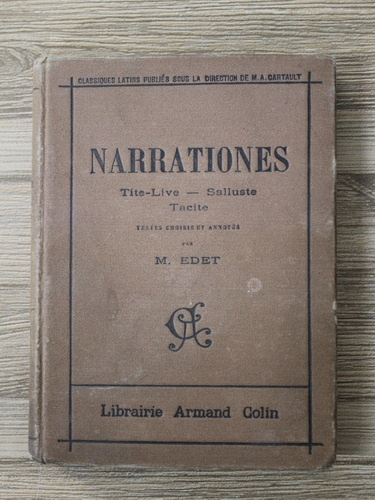 CLASSIQUES LATINS PUBLIÉS SOUS LA DIRECTION DE M. A. CARTAULT
NARRATIONES
Tite-Live — Salluste
Tacite
TEXTES CHOISIS ET ANNOTÉS
PAR
M. EDET
AC
Librairie Armand Colin